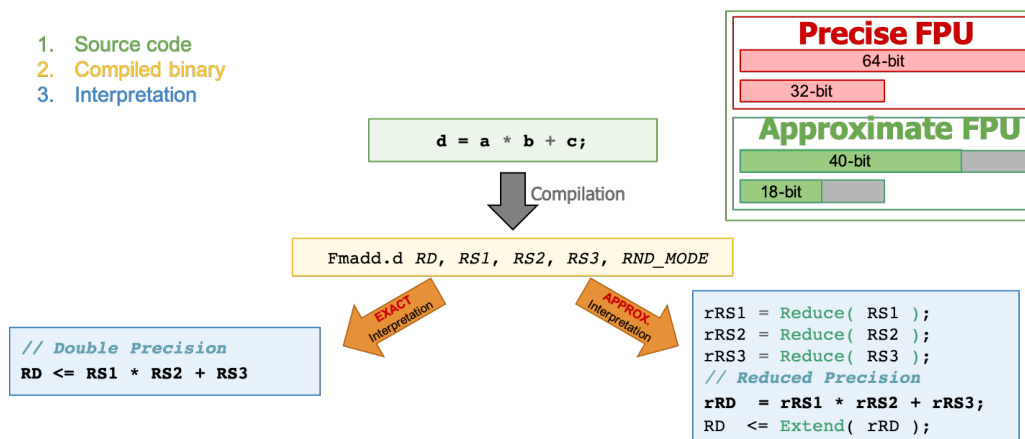 1. Source code
2. Compiled binary
3. Interpretation
Precise FPU
64-bit
32-bit
Approximate FPU
40-bit
18-bit
d = a * b + c;
Compilation
Fmadd.d RD, RS1, RS2, RS3, RND_MODE
EXACT
Interpretation
APPROX.
Interpretation
// Double Precision
RD <= RS1 * RS2 + RS3
rRS1 = Reduce( RS1 );
rRS2 = Reduce( RS2 );
rRS3 = Reduce( RS3 );
// Reduced Precision
rRD = rRS1 * rRS2 + rRS3;
RD <= Extend( rRD );